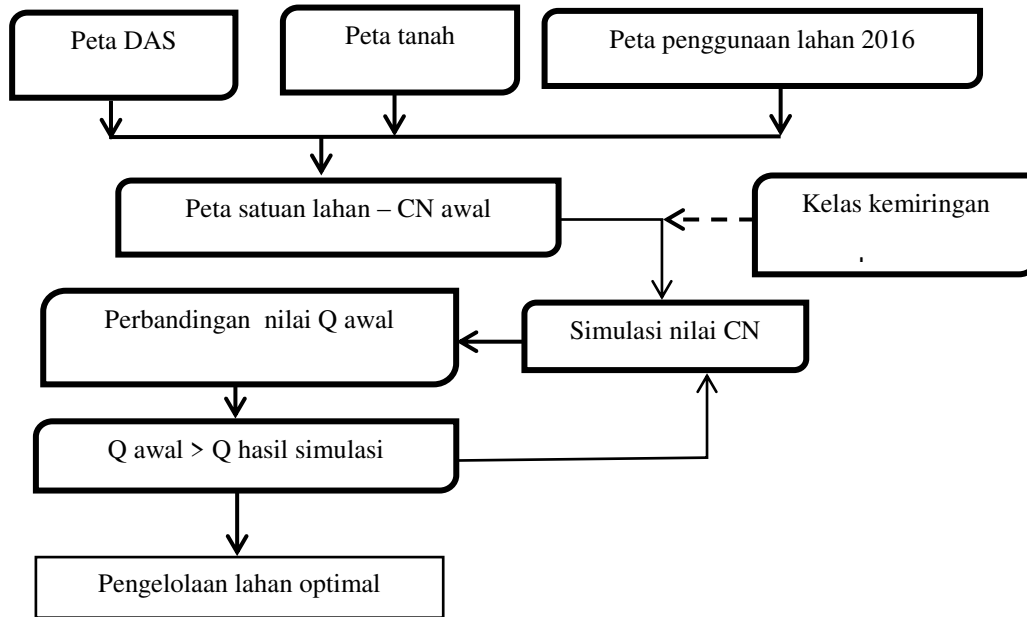 Peta DAS
Peta tanah
Peta penggunaan lahan 2016
Peta satuan lahan – CN awal
Kelas kemiringan
Perbandingan nilai Q awal
Simulasi nilai CN
Q awal > Q hasil simulasi
Pengelolaan lahan optimal